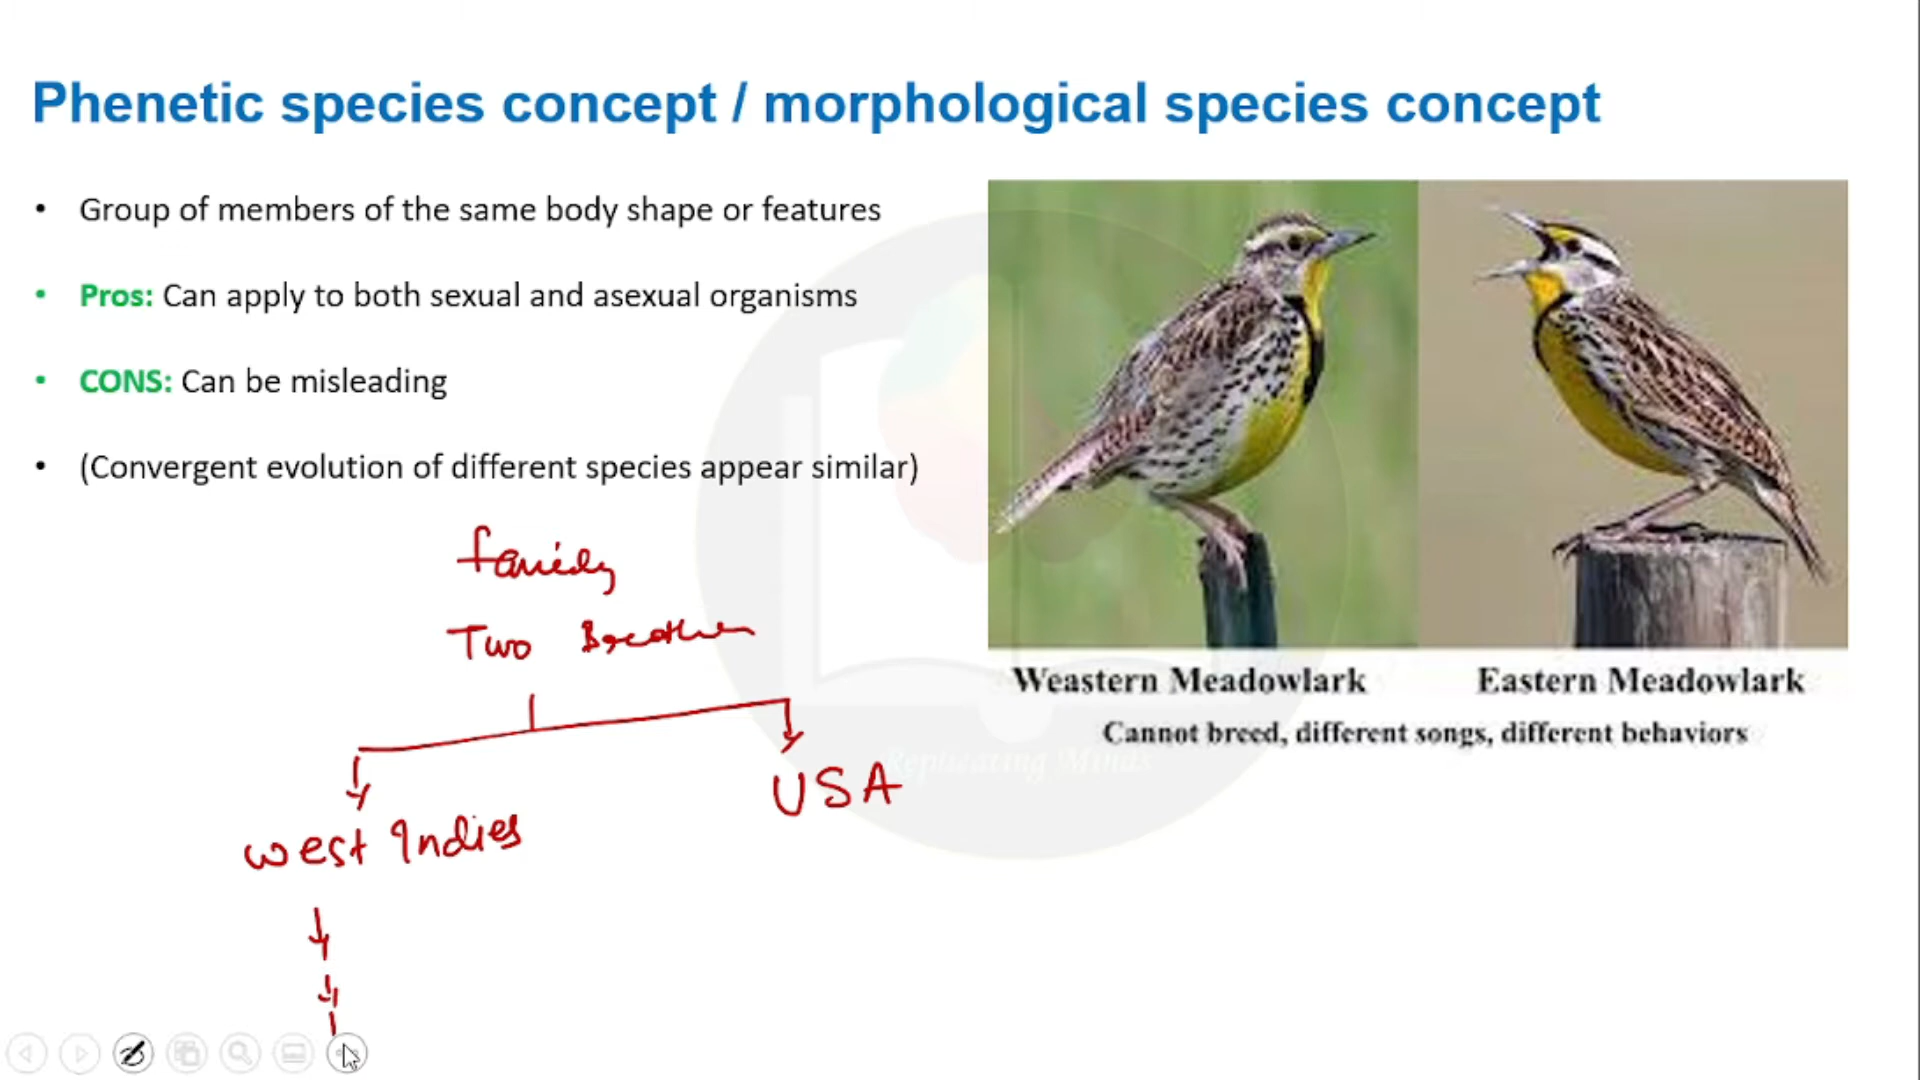 Phenetic species concept / morphological species concept
• Group of members of the same body shape or features
• Pros: Can apply to both sexual and asexual organisms
• CONS: Can be misleading
• (Convergent evolution of different species appear similar)
family
Two Brother
West Indies
USA
Weastern Meadowlark
Eastern Meadowlark
Cannot breed, different songs, different behaviors
Replicating Minds